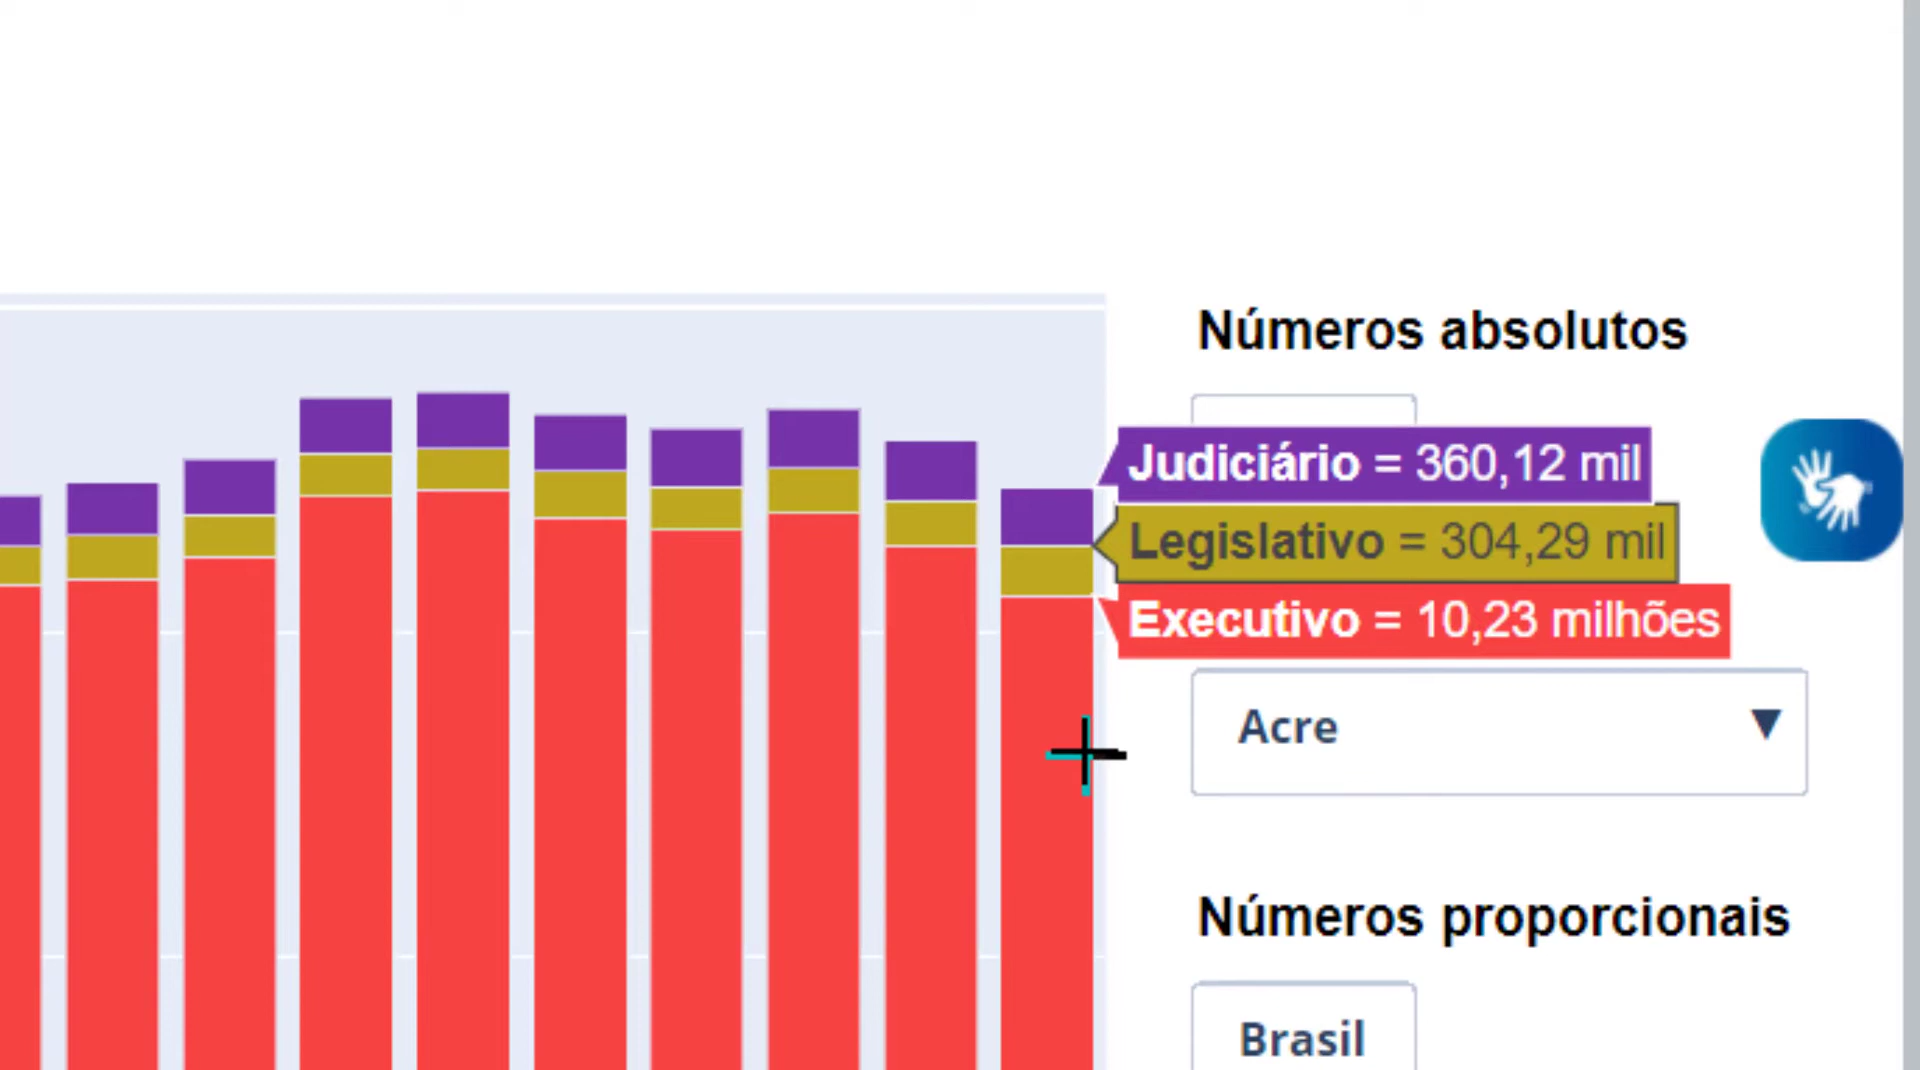 Números absolutos
Judiciário = 360,12 mil
Legislativo = 304,29 mil
Executivo = 10,23 milhões
Acre
Números proporcionais
Brasil